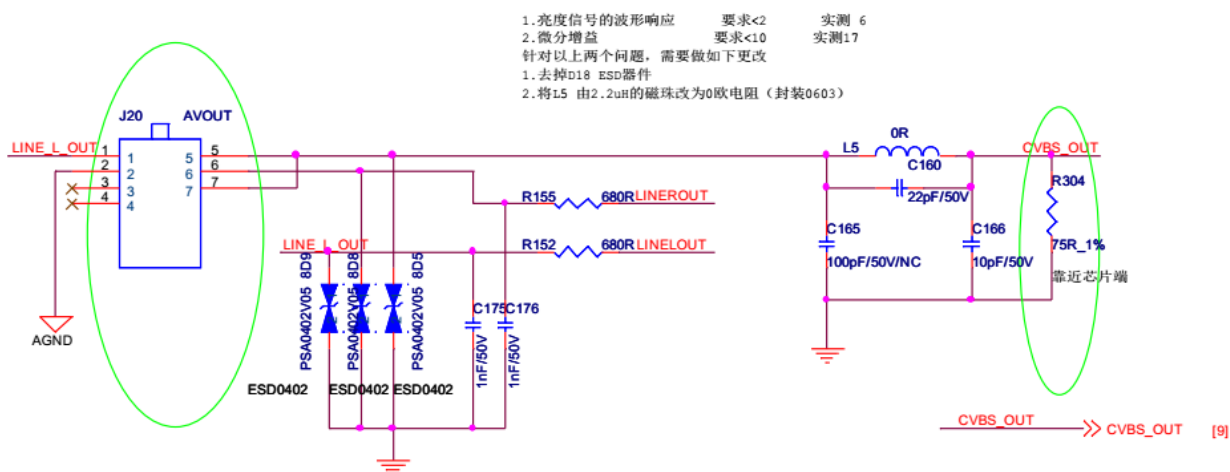 1.亮度信号的波形响应 要求<2 实测 6
2.微分增益 要求<10 实测17
针对以上两个问题，需要做如下更改
1.去掉D18 ESD器件
2.将L5 由2.2uH的磁珠改为0欧电阻（封装0603）
J20 AVOUT
LINE_L_OUT
1 1 5 5
2 2 6 6
3 3 7 7
4 4
AGND
L5 0R
CVBS_OUT
C160
22pF/50V
R304
75R_1%
靠近芯片端
C165
100pF/50V/NC
C166
10pF/50V
R155 680R LINEROUT
LINE_L_OUT
R152 680R LINELOUT
PSA0402V05 8D9
PSA0402V05 8D8
PSA0402V05 8D5
C175 C176
1nF/50V
1nF/50V
ESD0402 ESD0402 ESD0402
CVBS_OUT CVBS_OUT [9]